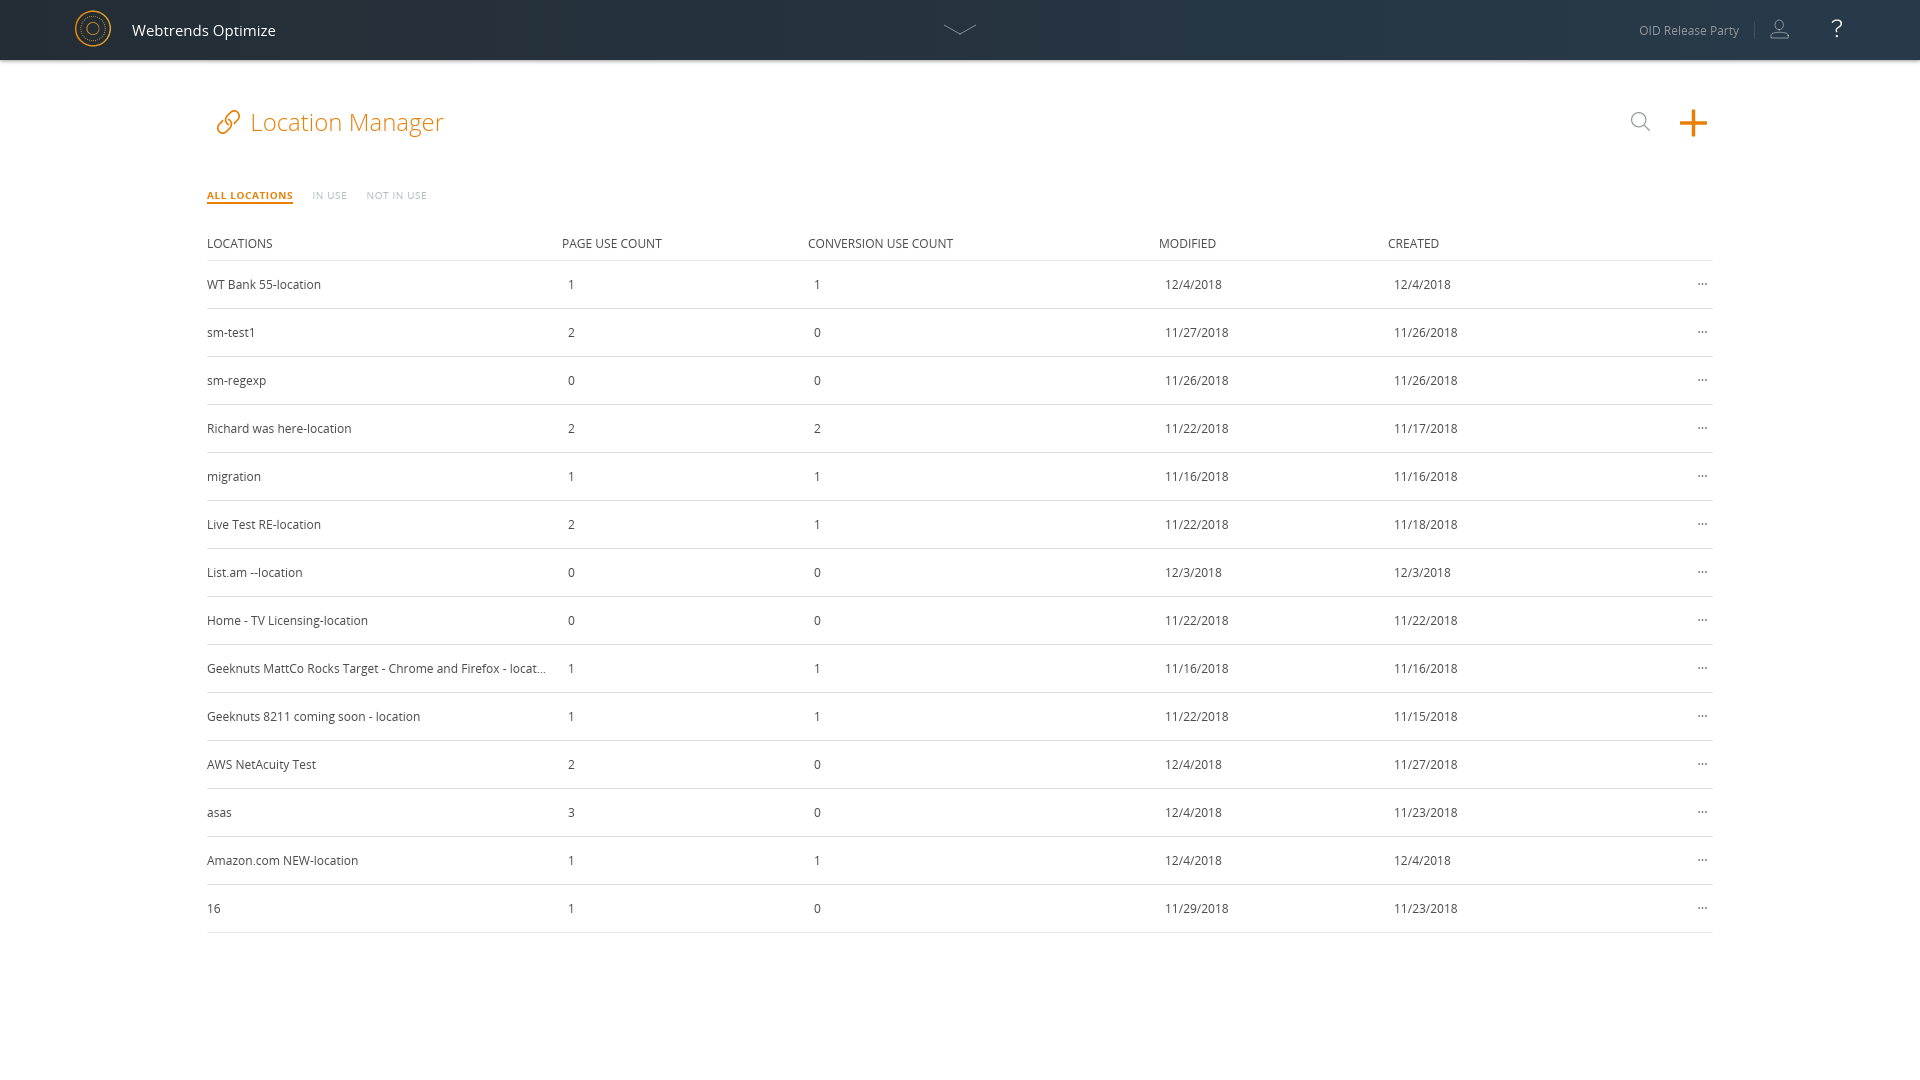 Webtrends Optimize
OID Release Party
?
Location Manager
ALL LOCATIONS IN USE NOT IN USE
LOCATIONS PAGE USE COUNT CONVERSION USE COUNT MODIFIED CREATED
WT Bank 55-location 1 1 12/4/2018 12/4/2018 ...
sm-test1 2 0 11/27/2018 11/26/2018 ...
sm-regexp 0 0 11/26/2018 11/26/2018 ...
Richard was here-location 2 2 11/22/2018 11/17/2018 ...
migration 1 1 11/16/2018 11/16/2018 ...
Live Test RE-location 2 1 11/22/2018 11/18/2018 ...
List.am --location 0 0 12/3/2018 12/3/2018 ...
Home - TV Licensing-location 0 0 11/22/2018 11/22/2018 ...
Geeknuts MattCo Rocks Target - Chrome and Firefox - locat... 1 1 11/16/2018 11/16/2018 ...
Geeknuts 8211 coming soon - location 1 1 11/22/2018 11/15/2018 ...
AWS NetAcuity Test 2 0 12/4/2018 11/27/2018 ...
asas 3 0 12/4/2018 11/23/2018 ...
Amazon.com NEW-location 1 1 12/4/2018 12/4/2018 ...
16 1 0 11/29/2018 11/23/2018 ...